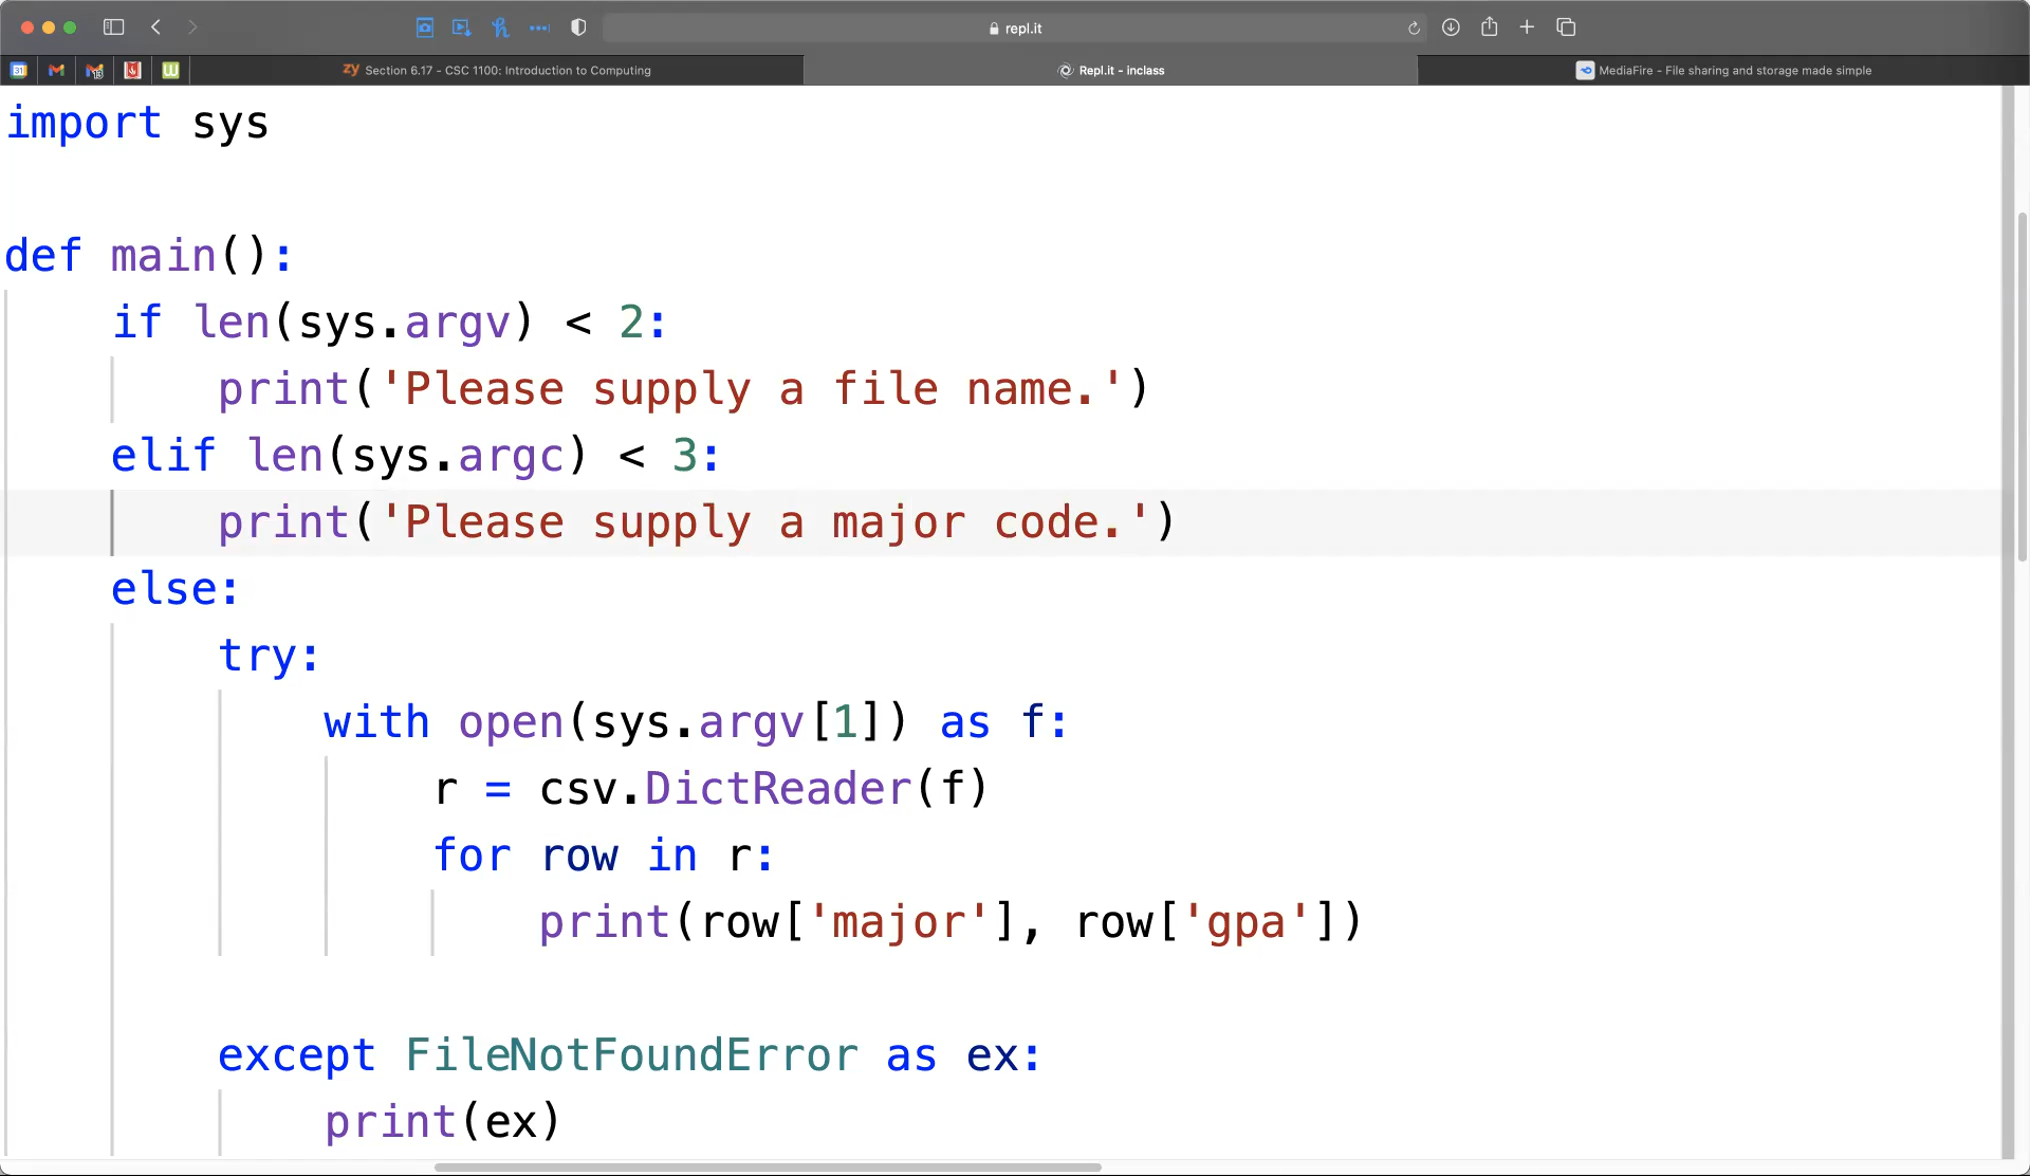 repl.it
31
13
zy Section 6.17 - CSC 1100: Introduction to Computing
Repl.it - inclass
MediaFire - File sharing and storage made simple
import sys
def main():
    if len(sys.argv) < 2:
        print('Please supply a file name.')
    elif len(sys.argc) < 3:
        print('Please supply a major code.')
    else:
        try:
            with open(sys.argv[1]) as f:
                r = csv.DictReader(f)
                for row in r:
                    print(row['major'], row['gpa'])
        except FileNotFoundError as ex:
            print(ex)